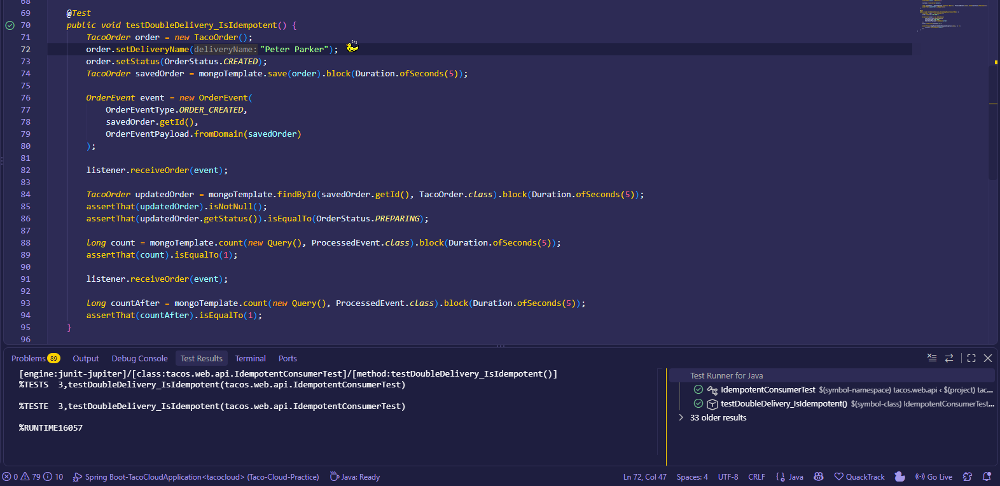 68
69 @Test
70 public void testDoubleDelivery_IsIdempotent() {
71 TacoOrder order = new TacoOrder();
72 order.setDeliveryName(deliveryName: "Peter Parker");
73 order.setStatus(OrderStatus.CREATED);
74 TacoOrder savedOrder = mongoTemplate.save(order).block(Duration.ofSeconds(5));
75
76 OrderEvent event = new OrderEvent(
77 OrderEventType.ORDER_CREATED,
78 savedOrder.getId(),
79 OrderEventPayload.fromDomain(savedOrder)
80 );
81
82 listener.receiveOrder(event);
83
84 TacoOrder updatedOrder = mongoTemplate.findById(savedOrder.getId(), TacoOrder.class).block(Duration.ofSeconds(5));
85 assertThat(updatedOrder).isNotNull();
86 assertThat(updatedOrder.getStatus()).isEqualTo(OrderStatus.PREPARING);
87
88 long count = mongoTemplate.count(new Query(), ProcessedEvent.class).block(Duration.ofSeconds(5));
89 assertThat(count).isEqualTo(1);
90
91 listener.receiveOrder(event);
92
93 long countAfter = mongoTemplate.count(new Query(), ProcessedEvent.class).block(Duration.ofSeconds(5));
94 assertThat(countAfter).isEqualTo(1);
95 }
96
Problems 89 Output Debug Console Test Results Terminal Ports
[engine:junit-jupiter]/[class:tacos.web.api.IdempotentConsumerTest]/[method:testDoubleDelivery_IsIdempotent()]
%TESTS 3,testDoubleDelivery_IsIdempotent(tacos.web.api.IdempotentConsumerTest)
%TESTE 3,testDoubleDelivery_IsIdempotent(tacos.web.api.IdempotentConsumerTest)
%RUNTIME16057
Test Runner for Java
IdempotentConsumerTest $(symbol-namespace) tacos.web.api < $(project) tac...
testDoubleDelivery_IsIdempotent() $(symbol-class) IdempotentConsumerTest...
33 older results
0 79 10 Spring Boot-TacoCloudApplication<tacocloud> (Taco-Cloud-Practice) Java: Ready Ln 72, Col 47 Spaces: 4 UTF-8 CRLF {} Java QuackTrack Go Live